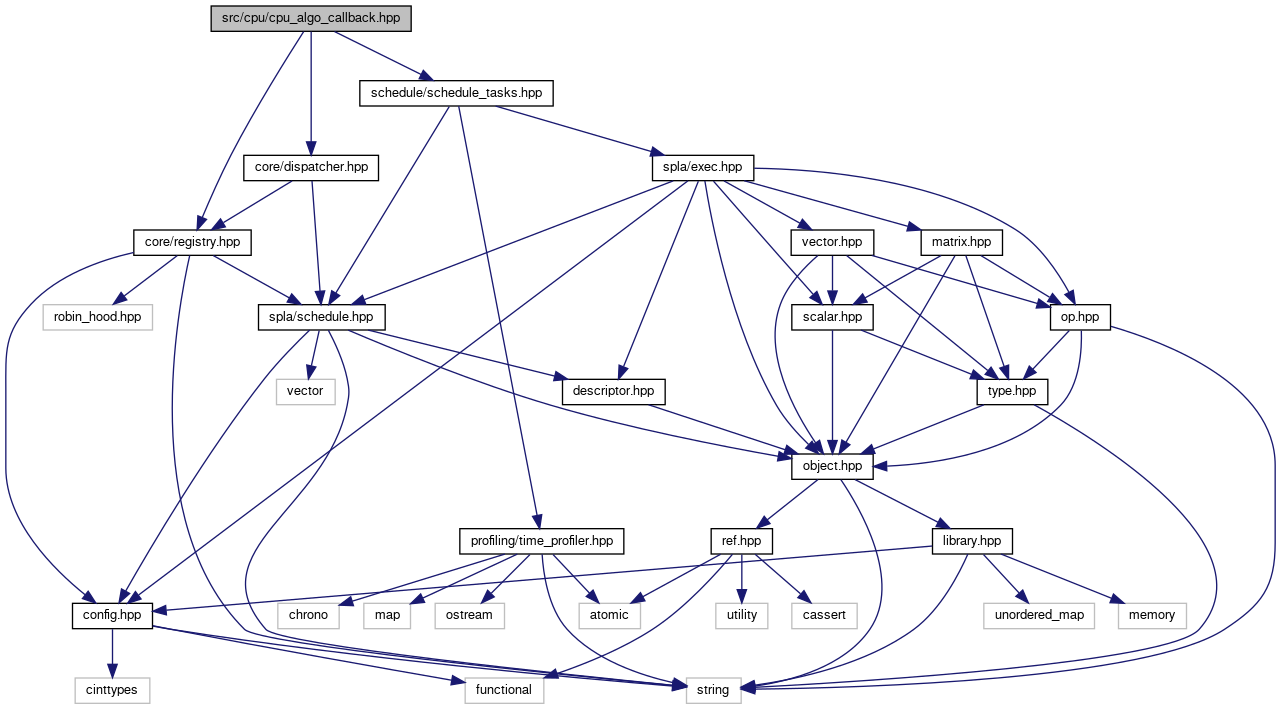 src/cpu/cpu_algo_callback.hpp
schedule/schedule_tasks.hpp
core/dispatcher.hpp
spla/exec.hpp
core/registry.hpp
vector.hpp
matrix.hpp
robin_hood.hpp
spla/schedule.hpp
scalar.hpp
op.hpp
vector
descriptor.hpp
type.hpp
object.hpp
profiling/time_profiler.hpp
ref.hpp
library.hpp
config.hpp
chrono
map
ostream
atomic
utility
cassert
unordered_map
memory
cinttypes
functional
string